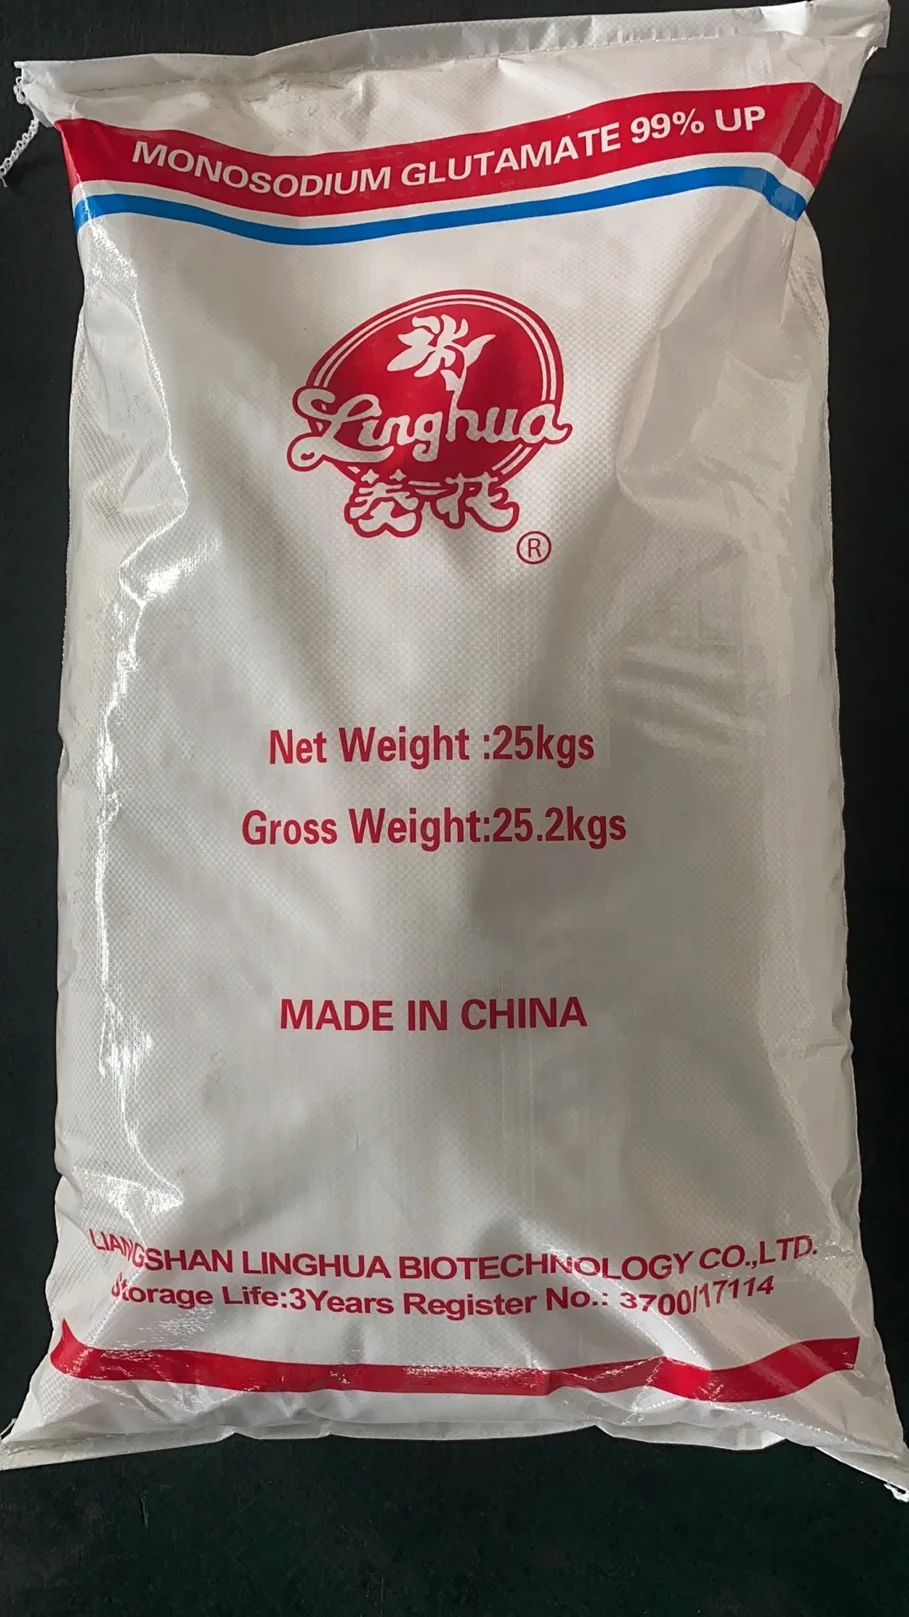 MONOSODIUM GLUTAMATE 99% UP
Linghua
菱花
®
Net Weight :25kgs
Gross Weight:25.2kgs
MADE IN CHINA
LIANGSHAN LINGHUA BIOTECHNOLOGY CO.,LTD.
Storage Life:3Years Register No.: 3700/17114